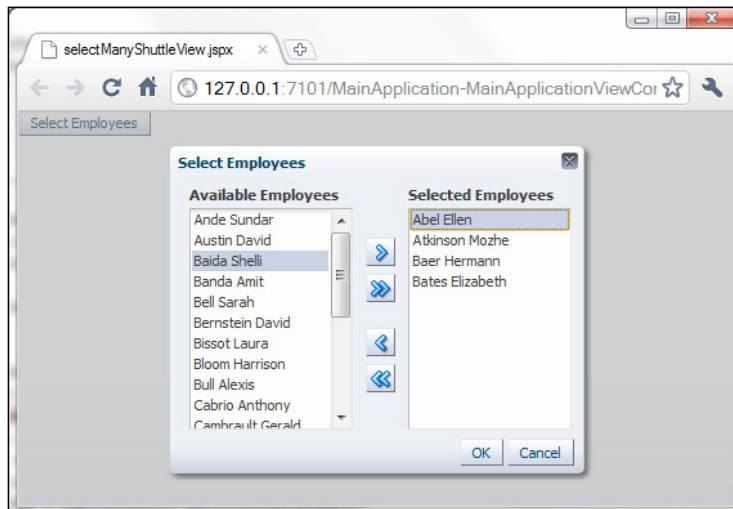 selectManyShuttleView.jspx
127.0.0.1:7101/MainApplication-MainApplicationViewCor
Select Employees
Select Employees
Available Employees
Ande Sundar
Austin David
Baida Shelli
Banda Amit
Bell Sarah
Bernstein David
Bissot Laura
Bloom Harrison
Bull Alexis
Cabrio Anthony
Cambrault Gerald
Selected Employees
Abel Ellen
Atkinson Mozhe
Baer Hermann
Bates Elizabeth
OK
Cancel